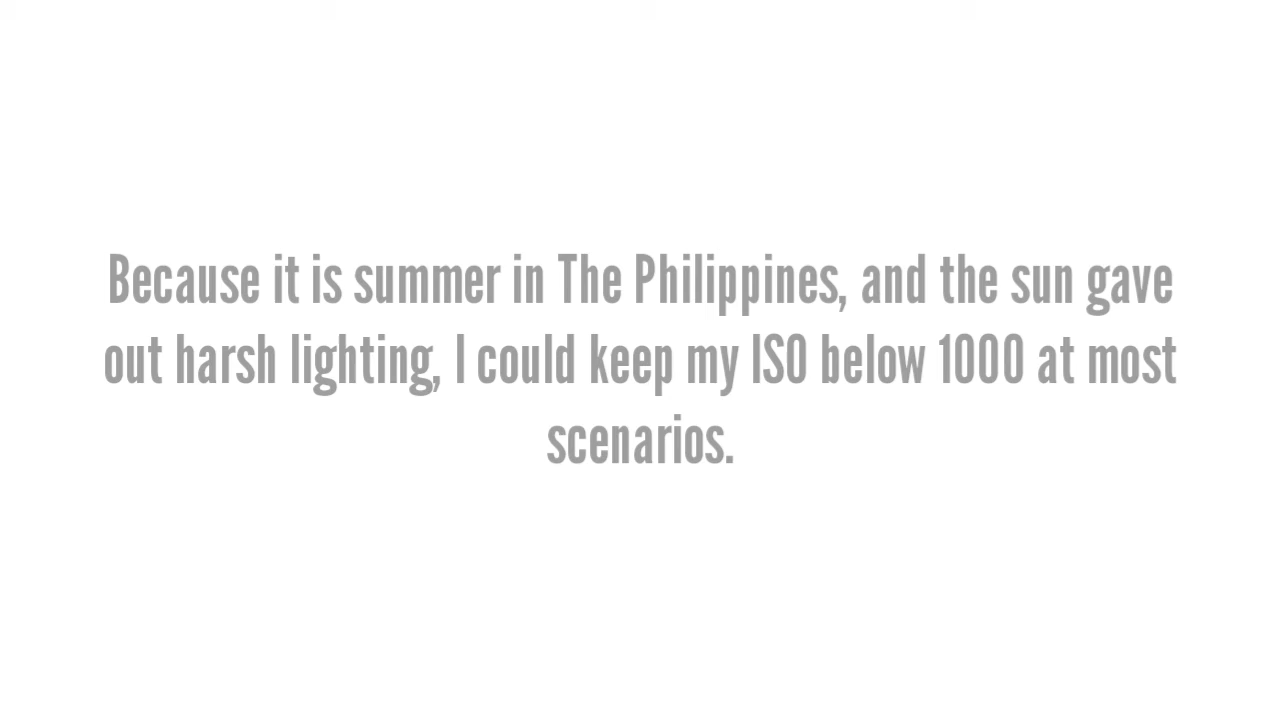 Because it is summer in The Philippines, and the sun gave
out harsh lighting, I could keep my ISO below 1000 at most
scenarios.